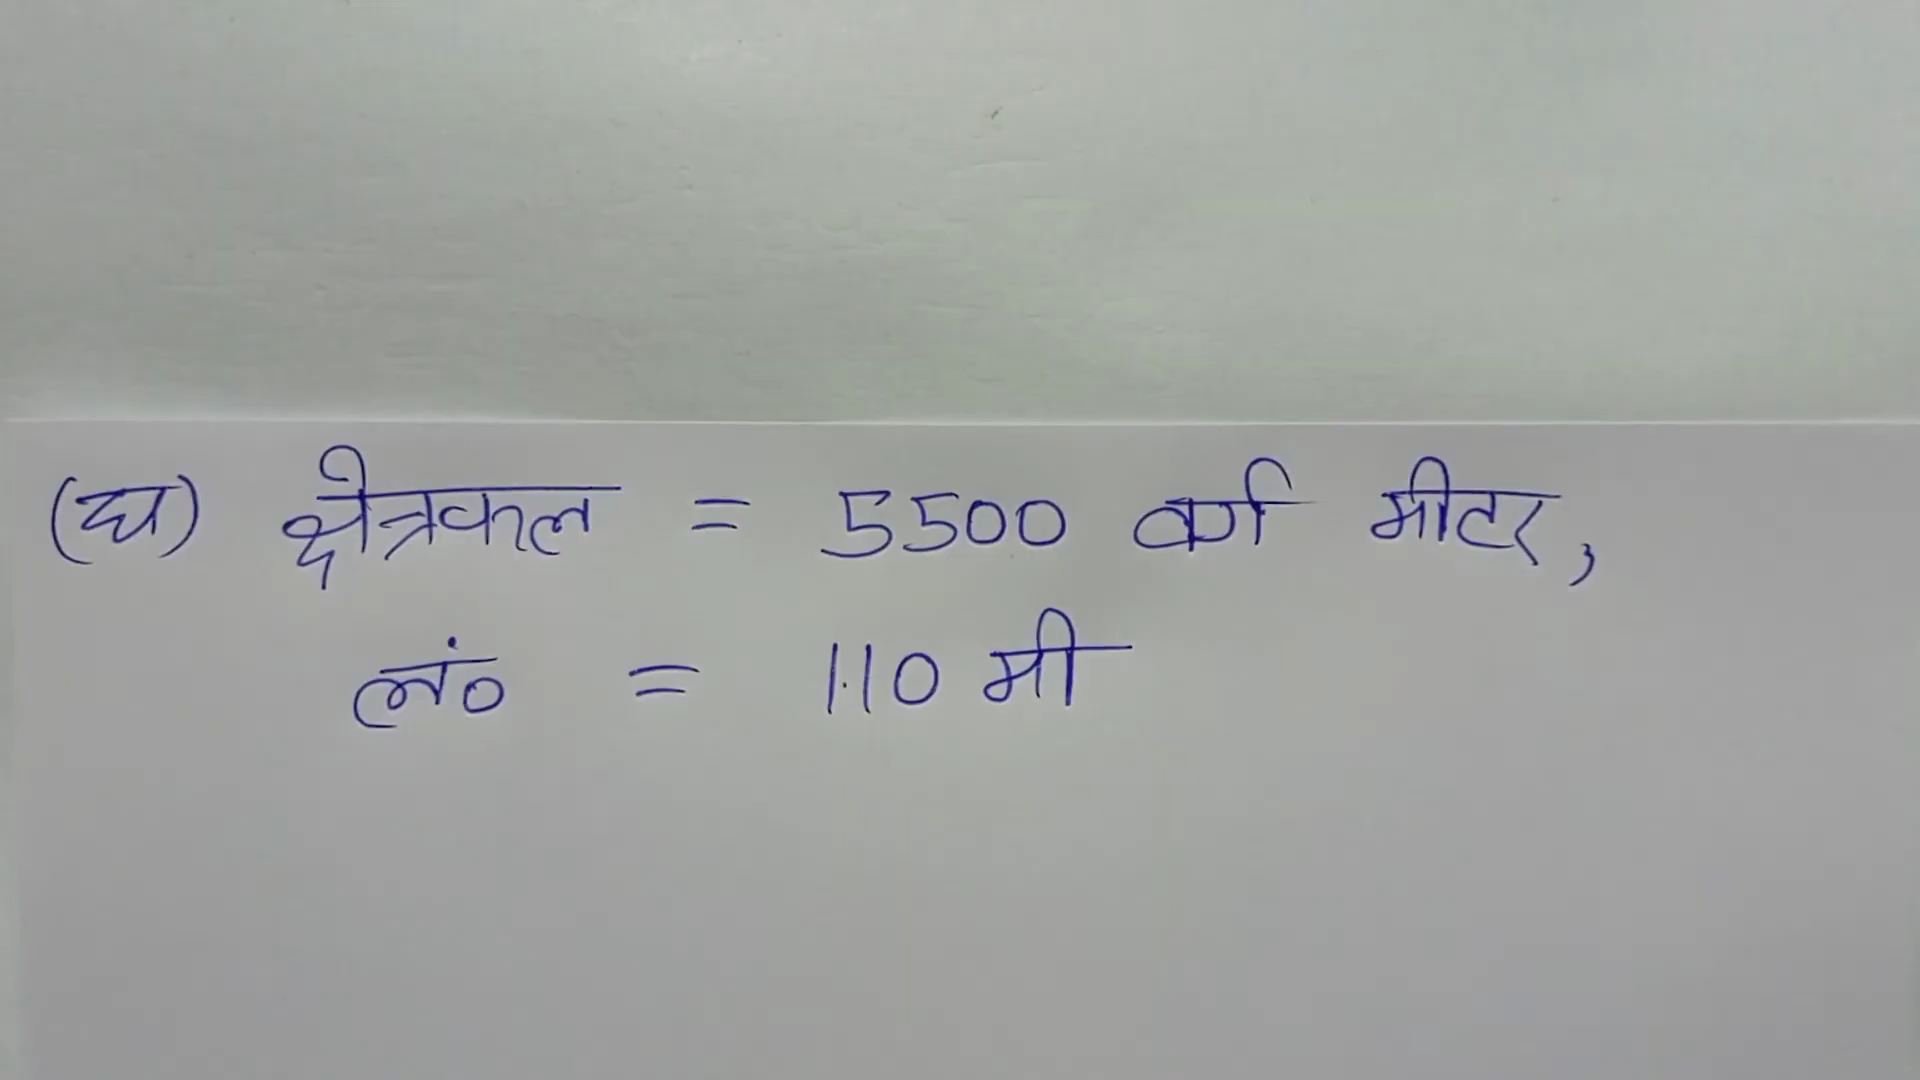 (घ) क्षेत्रफल = 5500 वर्ग मीटर,
लं० = 110 मी